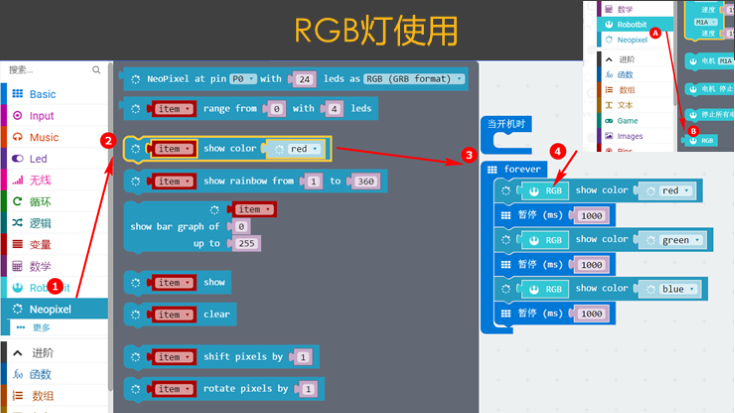 RGB灯使用
搜索...
Basic
Input
Music
Led
无线
循环
逻辑
变量
数学
Neopixel
更多
进阶
函数
数组
1
2
NeoPixel at pin P0 with 24 leds as RGB (GRB format)
item range from 0 with 4 leds
item show color red
item show rainbow from 1 to 360
item
show bar graph of 0
up to 255
item show
item clear
item shift pixels by 1
item rotate pixels by 1
3
4
当开机时
forever
RGB show color red
暂停 (ms) 1000
RGB show color green
暂停 (ms) 1000
RGB show color blue
暂停 (ms) 1000
数学
Robotbit
Neopixel
进阶
函数
数组
文本
Game
Images
A
B
速度
M1A
速度
电机 M1A
电机 停止
停止所有电
RGB